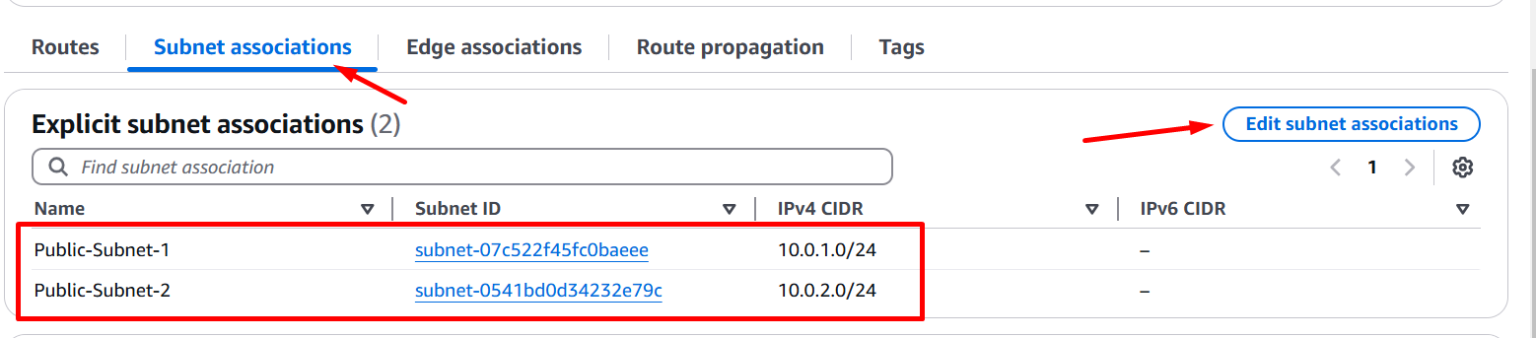 Routes Subnet associations Edge associations Route propagation Tags
Explicit subnet associations (2) Edit subnet associations
Find subnet association 1
Name Subnet ID IPv4 CIDR IPv6 CIDR
Public-Subnet-1 subnet-07c522f45fc0baeee 10.0.1.0/24 –
Public-Subnet-2 subnet-0541bd0d34232e79c 10.0.2.0/24 –